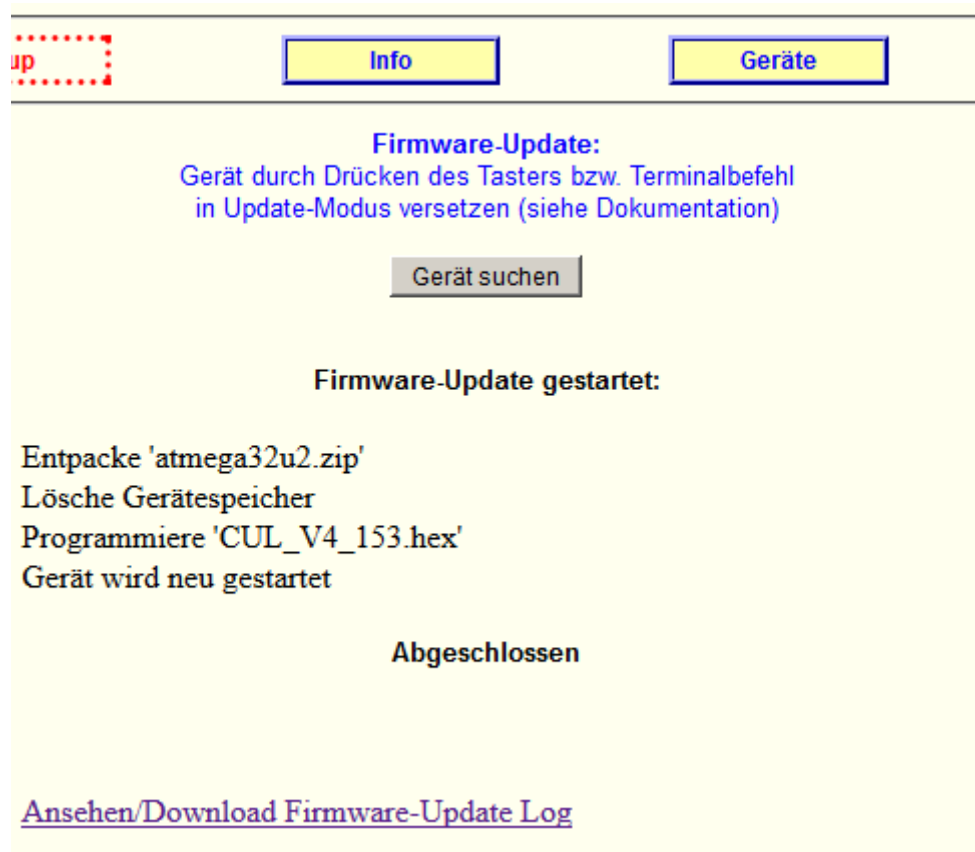 up
Info
Geräte
Firmware-Update:
Gerät durch Drücken des Tasters bzw. Terminalbefehl
in Update-Modus versetzen (siehe Dokumentation)
Gerät suchen
Firmware-Update gestartet:
Entpacke 'atmega32u2.zip'
Lösche Gerätespeicher
Programmiere 'CUL_V4_153.hex'
Gerät wird neu gestartet
Abgeschlossen
Ansehen/Download Firmware-Update Log